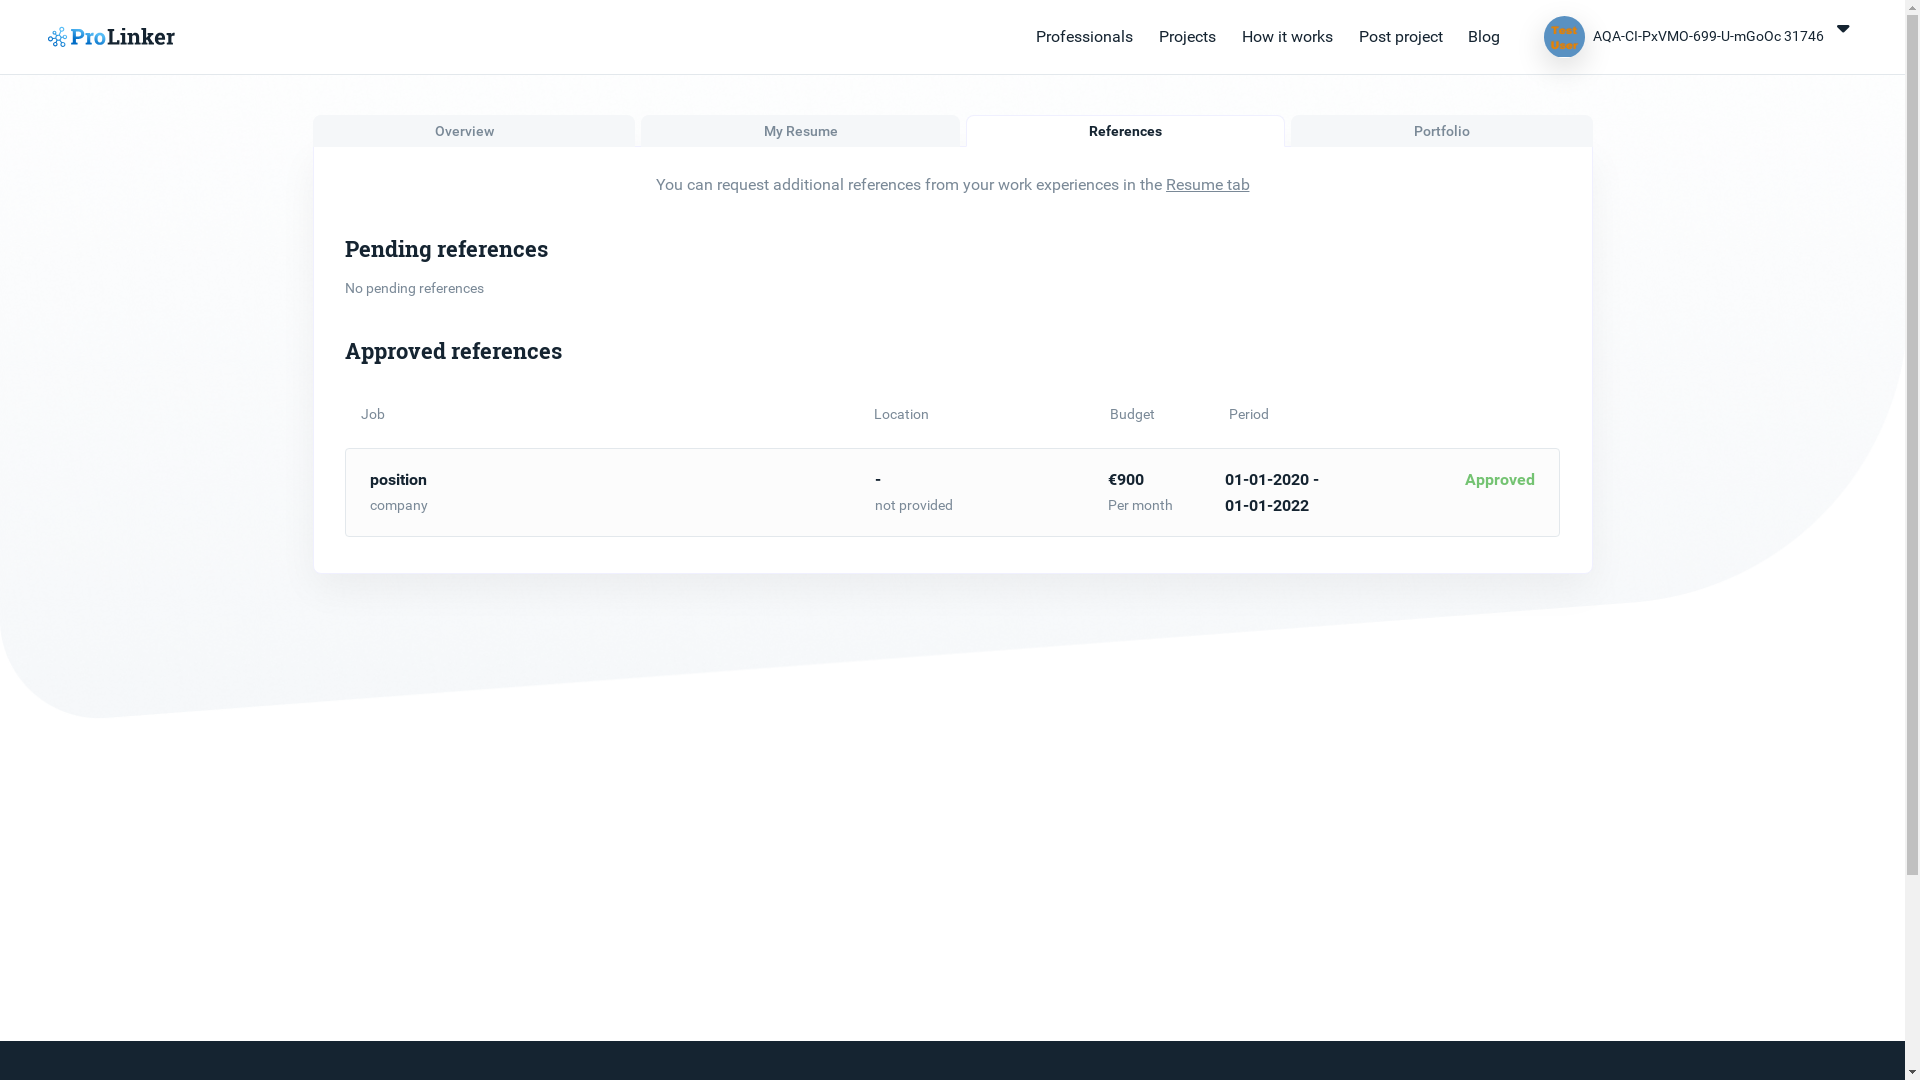 ProLinker
Professionals
Projects
How it works
Post project
Blog
Test User
AQA-CI-PxVMO-699-U-mGoOc 31746
Overview
My Resume
References
Portfolio
You can request additional references from your work experiences in the Resume tab
Pending references
No pending references
Approved references
Job
Location
Budget
Period
position
-
€900
01-01-2020 -
Approved
company
not provided
Per month
01-01-2022